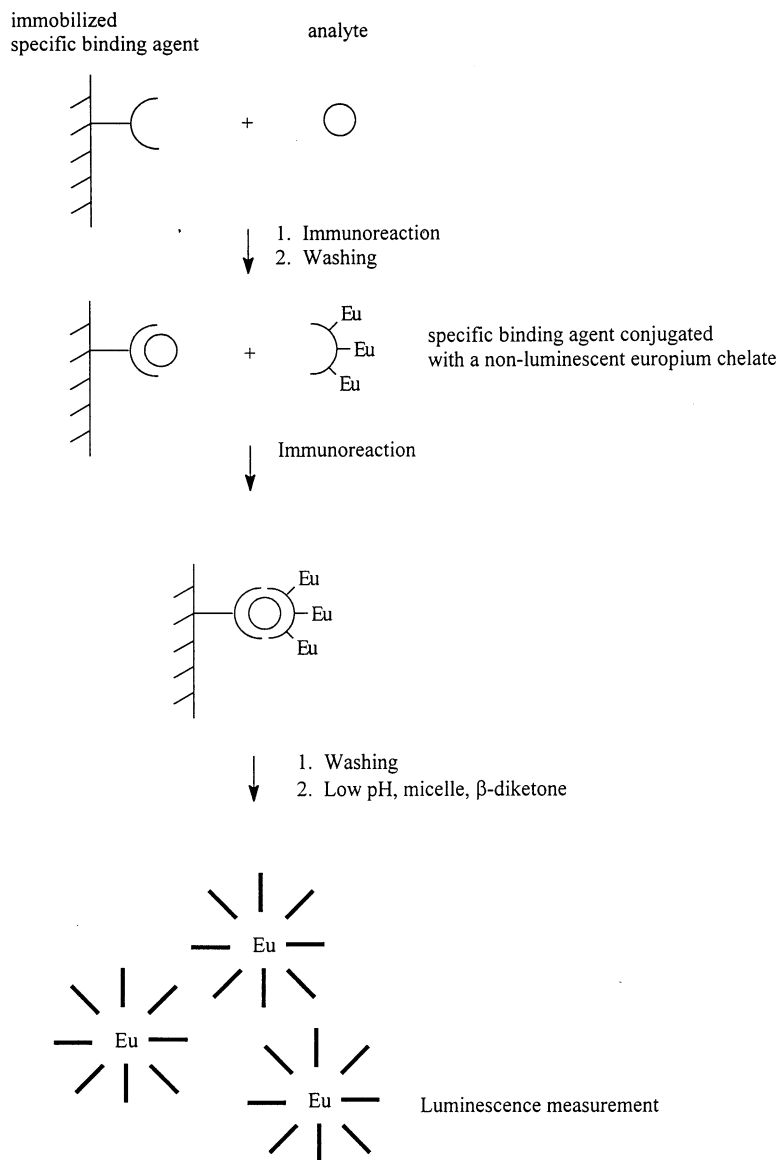 immobilized
specific binding agent
analyte
+
1. Immunoreaction
2. Washing
+
Eu
Eu
Eu
specific binding agent conjugated
with a non-luminescent europium chelate
Immunoreaction
Eu
Eu
Eu
1. Washing
2. Low pH, micelle, β-diketone
Eu
Eu
Eu
Luminescence measurement